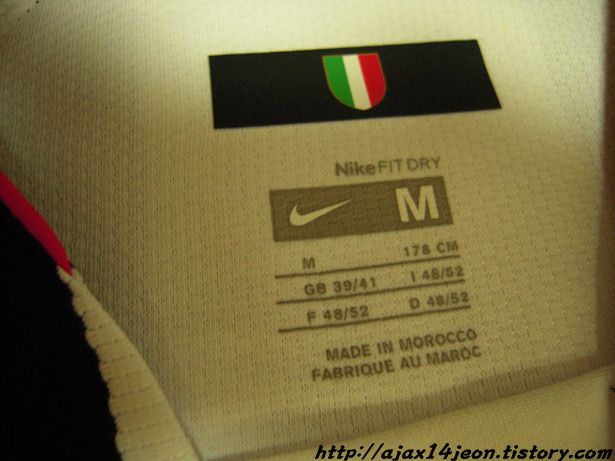 NikeFIT DRY
M
M 178 CM
GB 39/41 I 48/52
F 48/52 D 48/52
MADE IN MOROCCO
FABRIQUE AU MAROC
http://ajax14jeon.tistory.com